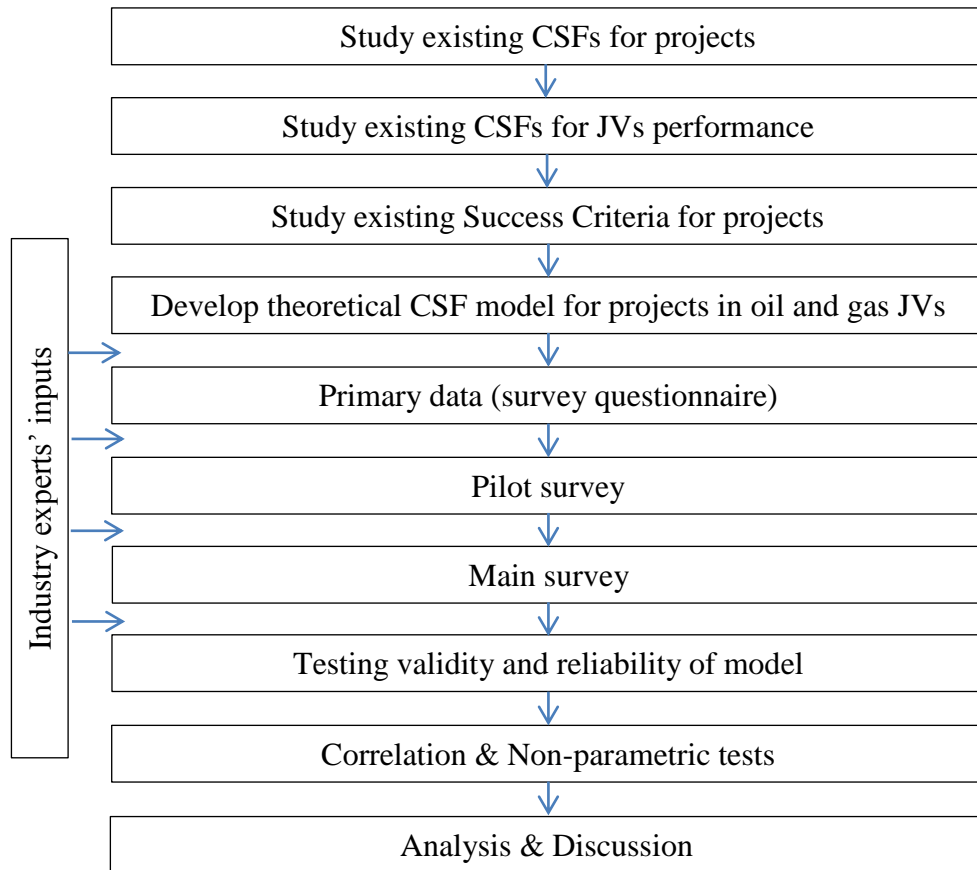 Study existing CSFs for projects
Study existing CSFs for JVs performance
Study existing Success Criteria for projects
Develop theoretical CSF model for projects in oil and gas JVs
Primary data (survey questionnaire)
Pilot survey
Main survey
Testing validity and reliability of model
Correlation & Non-parametric tests
Analysis & Discussion
Industry experts’ inputs